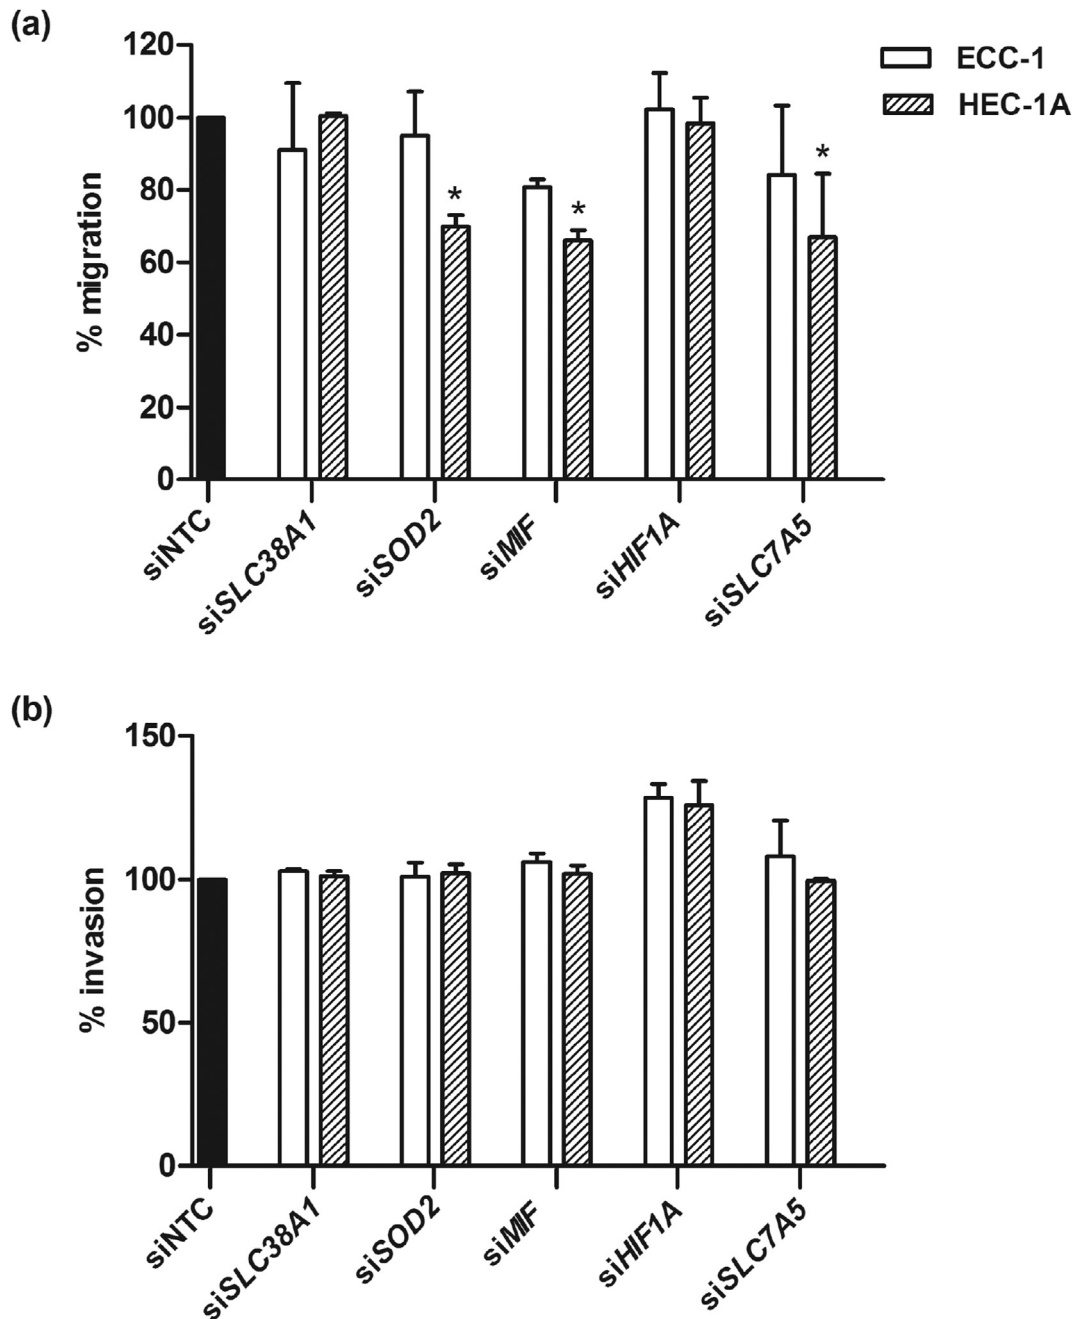 (a)
120
100
80
60
40
20
0
% migration
ECC-1
HEC-1A
*
*
*
siNTC
siSLC38A1
siSOD2
siMIF
siHIF1A
siSLC7A5
(b)
150
100
50
0
% invasion
siNTC
siSLC38A1
siSOD2
siMIF
siHIF1A
siSLC7A5